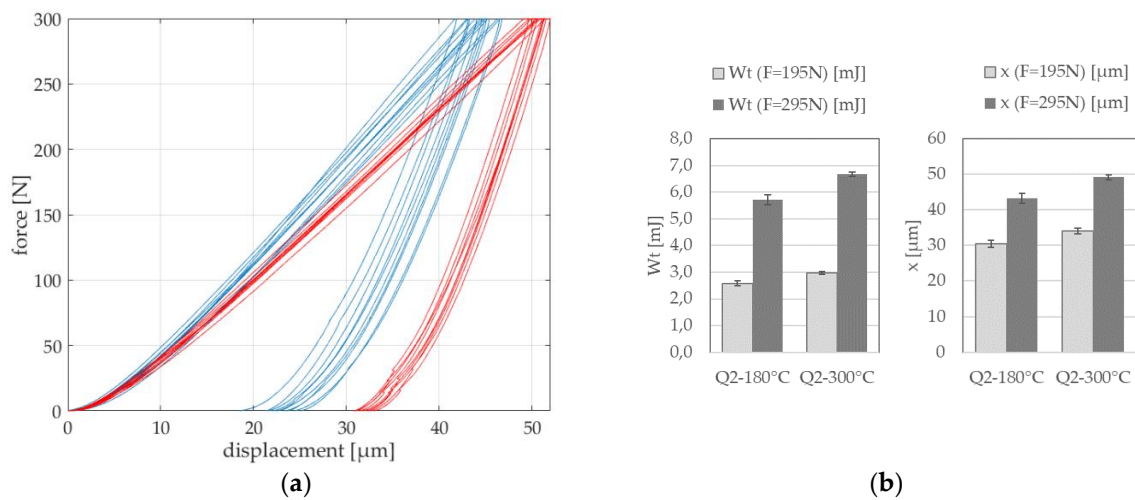 300
250
200
150
100
50
0
force [N]
0 10 20 30 40 50
displacement [µm]
(a)
Wt (F=195N) [mJ]
Wt (F=295N) [mJ]
8,0
7,0
6,0
5,0
4,0
3,0
2,0
1,0
0,0
Wt [mJ]
Q2-180°C Q2-300°C
x (F=195N) [µm]
x (F=295N) [µm]
60
50
40
30
20
10
0
x [µm]
Q2-180°C Q2-300°C
(b)